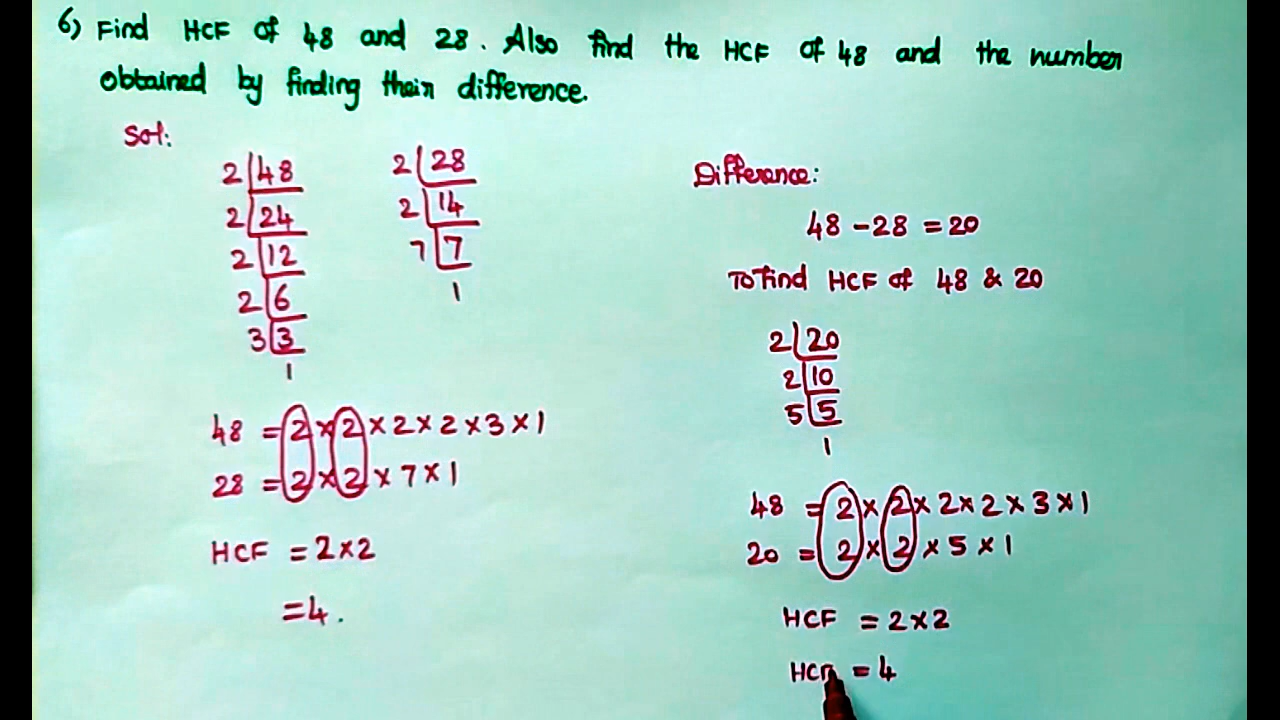 6) Find HCF of 48 and 28. Also find the HCF of 48 and the number
obtained by finding their difference.
Sol:
2 48
2 24
2 12
2 6
3 3
1
2 28
2 14
7 7
1
48 = 2 × 2 × 2 × 2 × 3 × 1
28 = 2 × 2 × 7 × 1
HCF = 2 × 2
= 4.
Difference:
48 - 28 = 20
To find HCF of 48 & 20
2 20
2 10
5 5
1
48 = 2 × 2 × 2 × 2 × 3 × 1
20 = 2 × 2 × 5 × 1
HCF = 2 × 2
HCF = 4